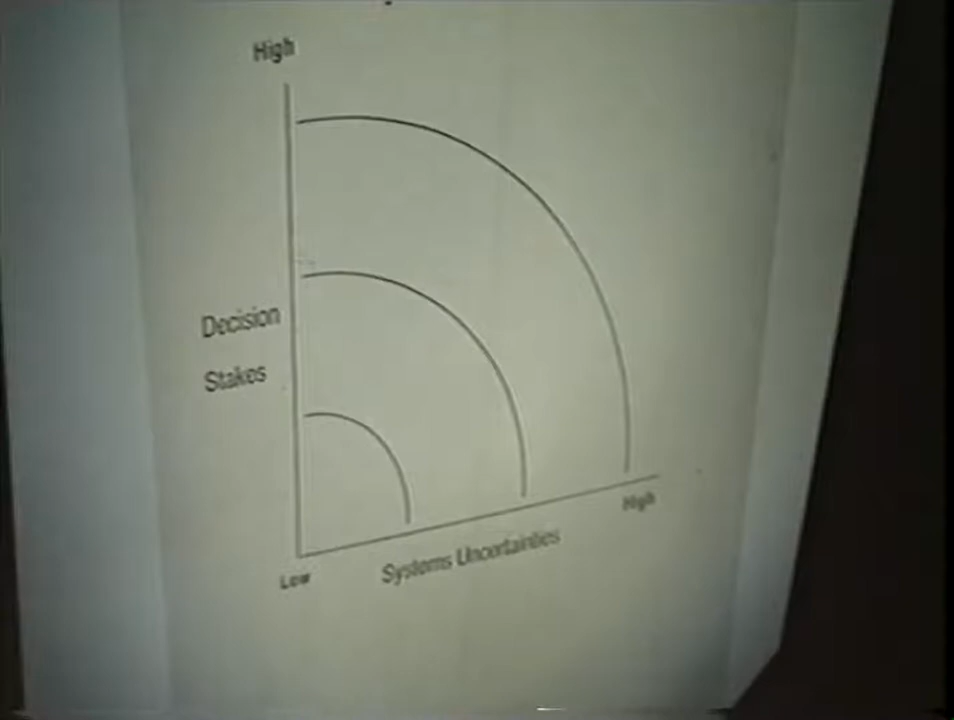 High
Decision
Stakes
High
Systems Uncertainties
Low